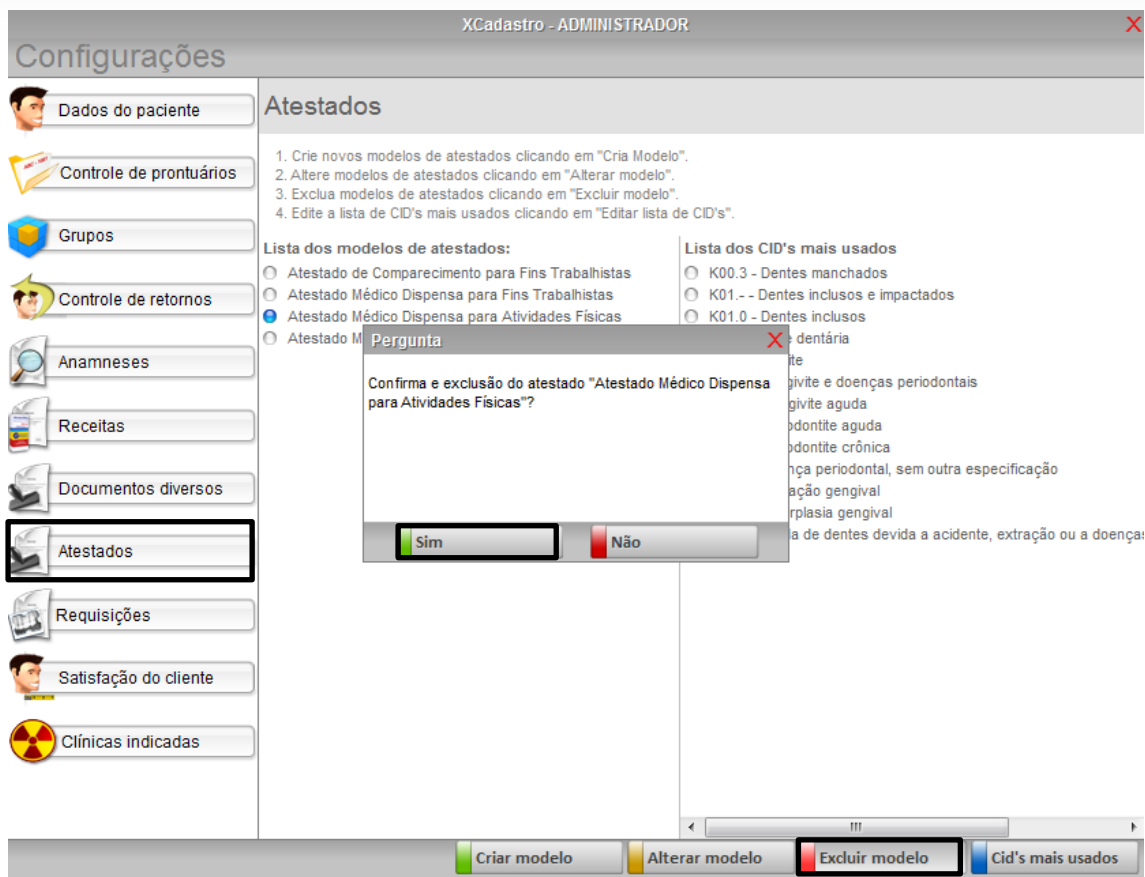 XCadastro - ADMINISTRADOR
X
Configurações
Dados do paciente
Controle de prontuários
Grupos
Controle de retornos
Anamneses
Receitas
Documentos diversos
Atestados
Requisições
Satisfação do cliente
Clínicas indicadas
Atestados
1. Crie novos modelos de atestados clicando em "Cria Modelo".
2. Altere modelos de atestados clicando em "Alterar modelo".
3. Exclua modelos de atestados clicando em "Excluir modelo".
4. Edite a lista de CID's mais usados clicando em "Editar lista de CID's".
Lista dos modelos de atestados:
Atestado de Comparecimento para Fins Trabalhistas
Atestado Médico Dispensa para Fins Trabalhistas
Atestado Médico Dispensa para Atividades Físicas
Atestado M
Lista dos CID's mais usados
K00.3 - Dentes manchados
K01.- - Dentes inclusos e impactados
K01.0 - Dentes inclusos
dentária
ite
givite e doenças periodontais
givite aguda
odontite aguda
odontite crônica
nça periodontal, sem outra especificação
ação gengival
rplasia gengival
la de dentes devida a acidente, extração ou a doenças
Pergunta
X
Confirma e exclusão do atestado "Atestado Médico Dispensa
para Atividades Físicas"?
Sim
Não
Criar modelo
Alterar modelo
Excluir modelo
Cid's mais usados